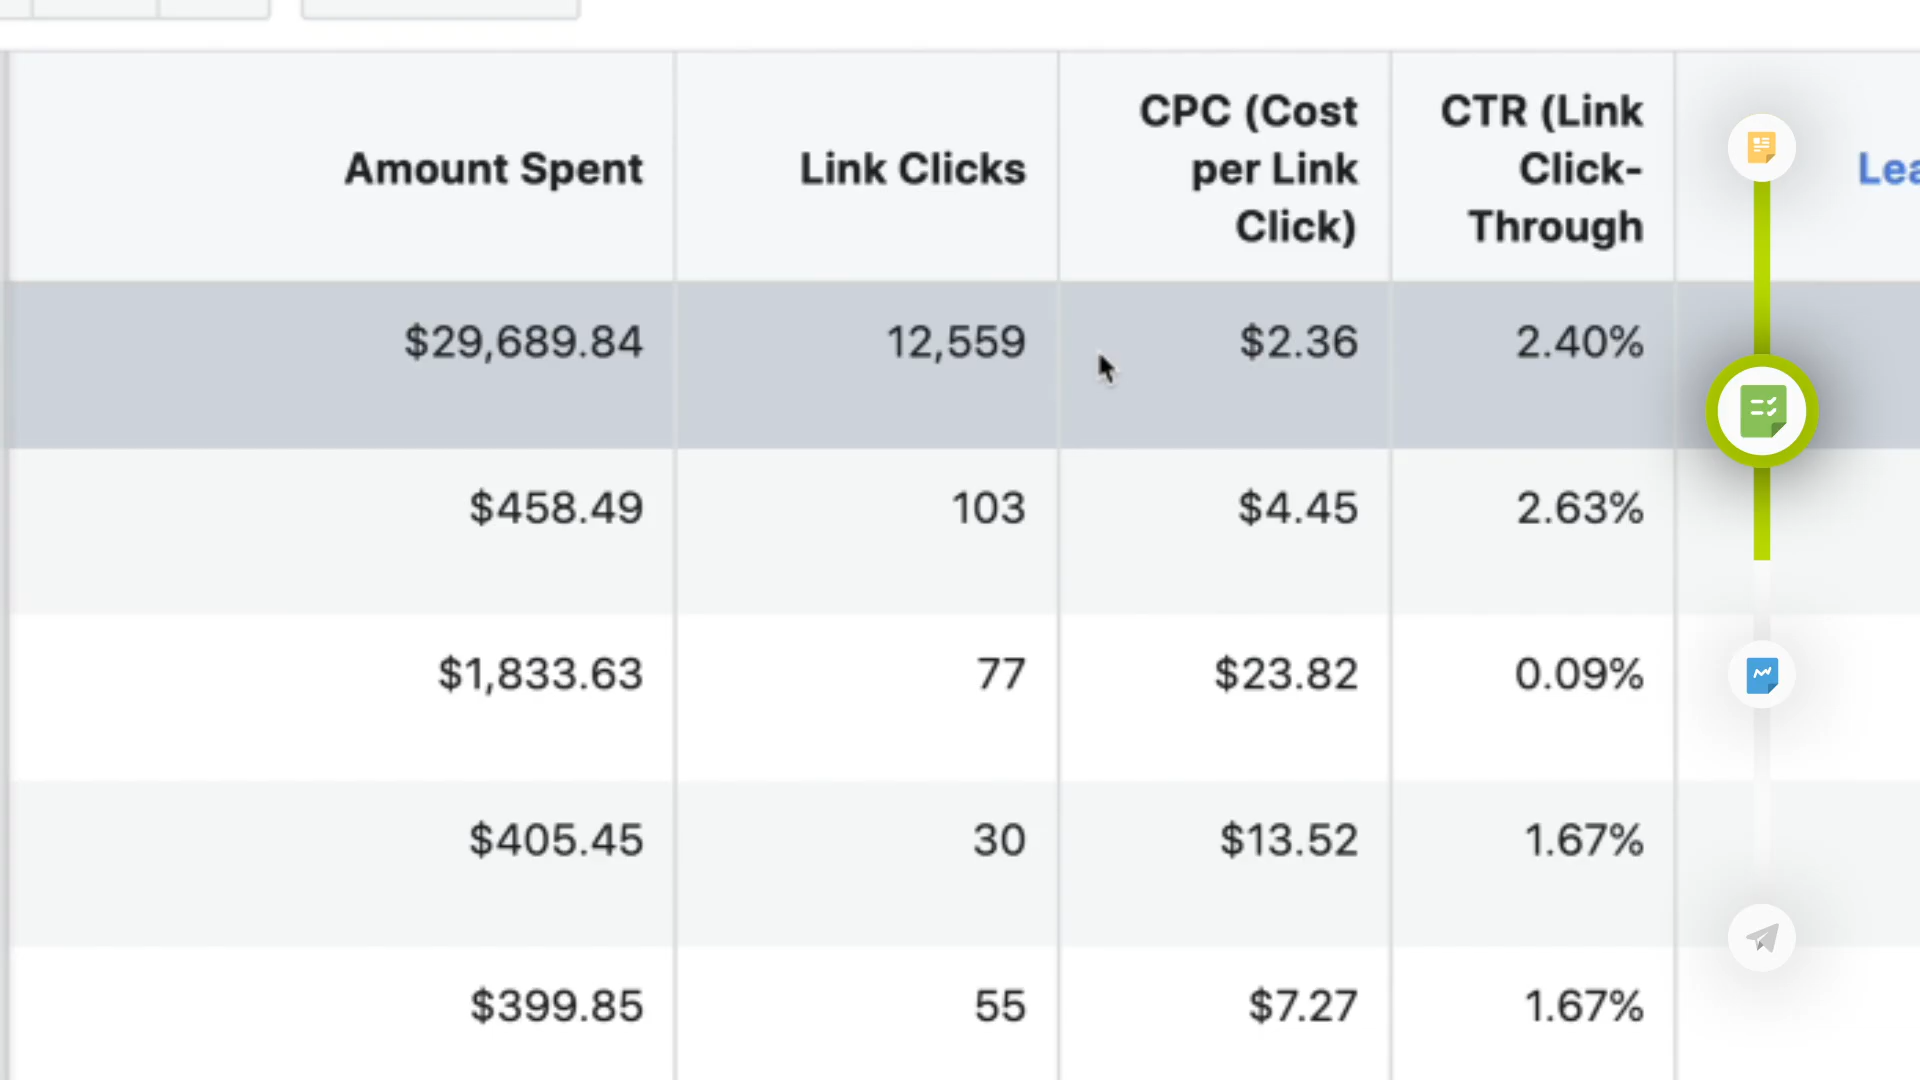 Amount Spent
Link Clicks
CPC (Cost
per Link
Click)
CTR (Link
Click-
Through
Lea
$29,689.84 12,559 $2.36 2.40%
$458.49 103 $4.45 2.63%
$1,833.63 77 $23.82 0.09%
$405.45 30 $13.52 1.67%
$399.85 55 $7.27 1.67%